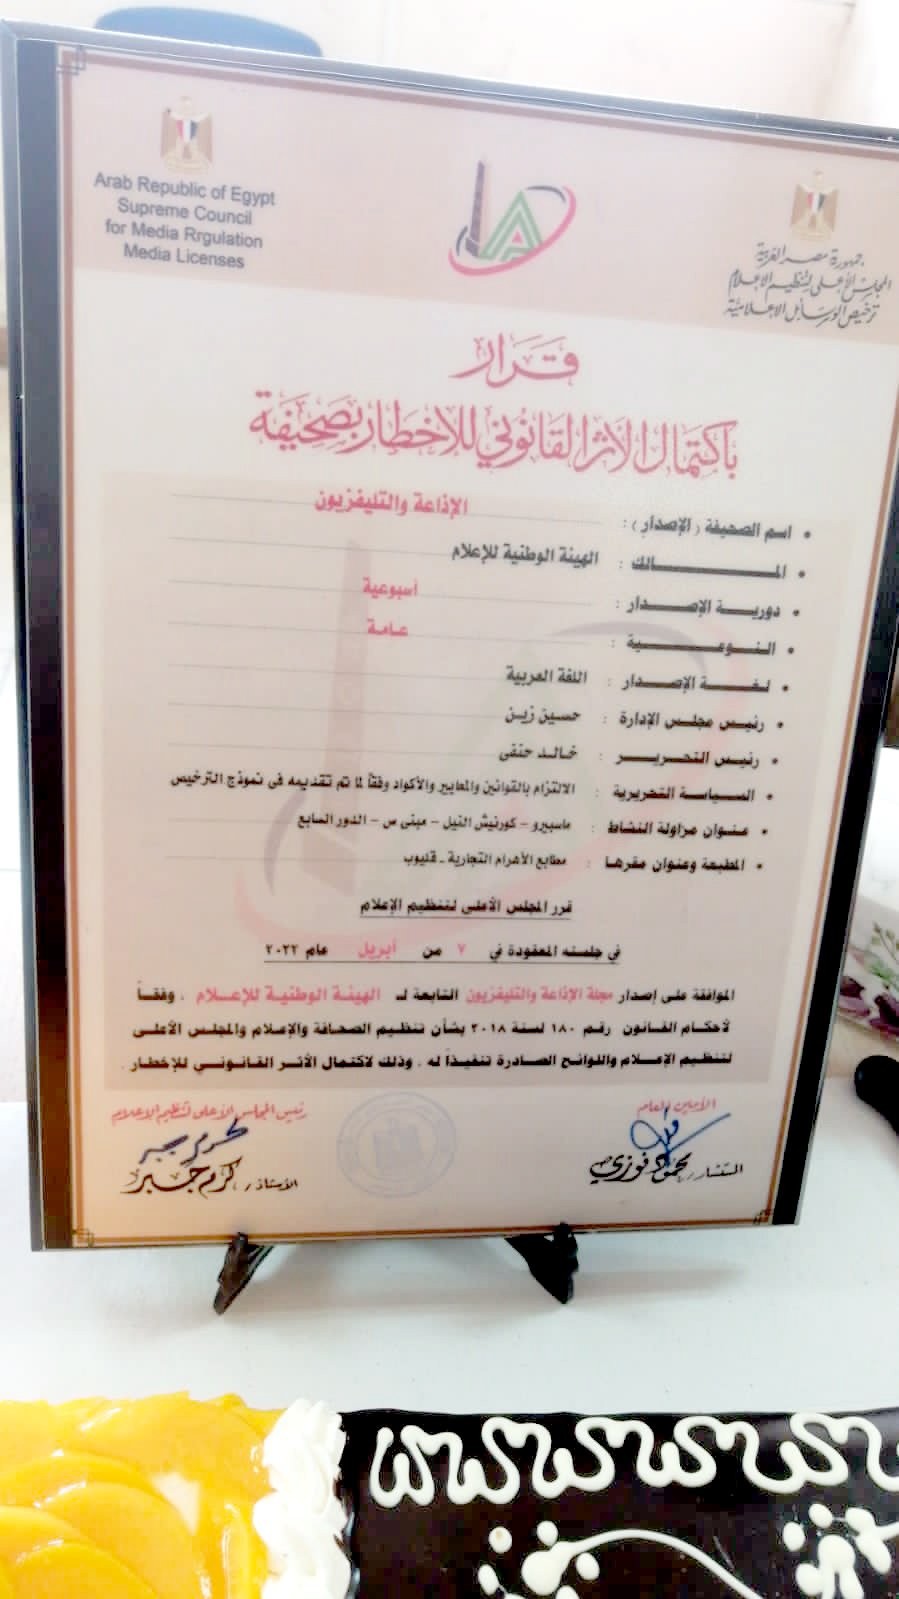 Arab Republic of Egypt
Supreme Council
for Media Rrgulation
Media Licenses
جمهورية مصر العربية
المجلس الأعلى لتنظيم الاعلام
ترخيص الوسائل الاعلامية
قرار
باكتمال الأثر القانوني للاخطار بصحيفة
• اسم الصحيفة (الإصدار) : الإذاعة والتليفزيون
• المالك : الهيئة الوطنية للإعلام
• دورية الإصدار : أسبوعية
• النوعية : عامة
• لغة الإصدار : اللغة العربية
• رئيس مجلس الإدارة : حسين زين
• رئيس التحرير : خالد حنفى
• السياسة التحريرية : الالتزام بالقوانين والمعايير والأكواد وفقاً لما تم تقديمه فى نموذج الترخيص
• عنوان مزاولة النشاط : ماسبيرو - كورنيش النيل - مبنى س - الدور السابع
• المطبعة وعنوان مقرها : مطابع الأهرام التجارية - قليوب
قرر المجلس الأعلى لتنظيم الإعلام
في جلسته المعقودة في ٧ من أبريل عام ٢٠٢٢
الموافقة على إصدار مجلة الإذاعة والتليفزيون التابعة لـ الهيئة الوطنية للإعلام ، وفقاً
لأحكام القانون رقم ١٨٠ لسنة ٢٠١٨ بشأن تنظيم الصحافة والإعلام والمجلس الأعلى
لتنظيم الإعلام واللوائح الصادرة تنفيذاً له ، وذلك لاكتمال الأثر القانوني للإخطار .
الأمين العام
المستشار/ محمود فوزي
رئيس المجلس الأعلى لتنظيم الاعلام
الأستاذ/ كرم جبر